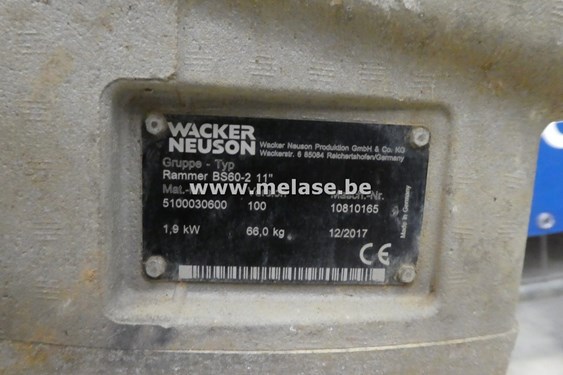 WACKER
NEUSON
Wacker Neuson Produktion GmbH & Co. KG
Wackerstr. 6 85084 Reichertshofen/Germany
Gruppe - Typ
Rammer BS60-2 11"
www.melase.be
5100030600 100 10810165
1,9 kW 66,0 kg 12/2017
CE
Made in Germany